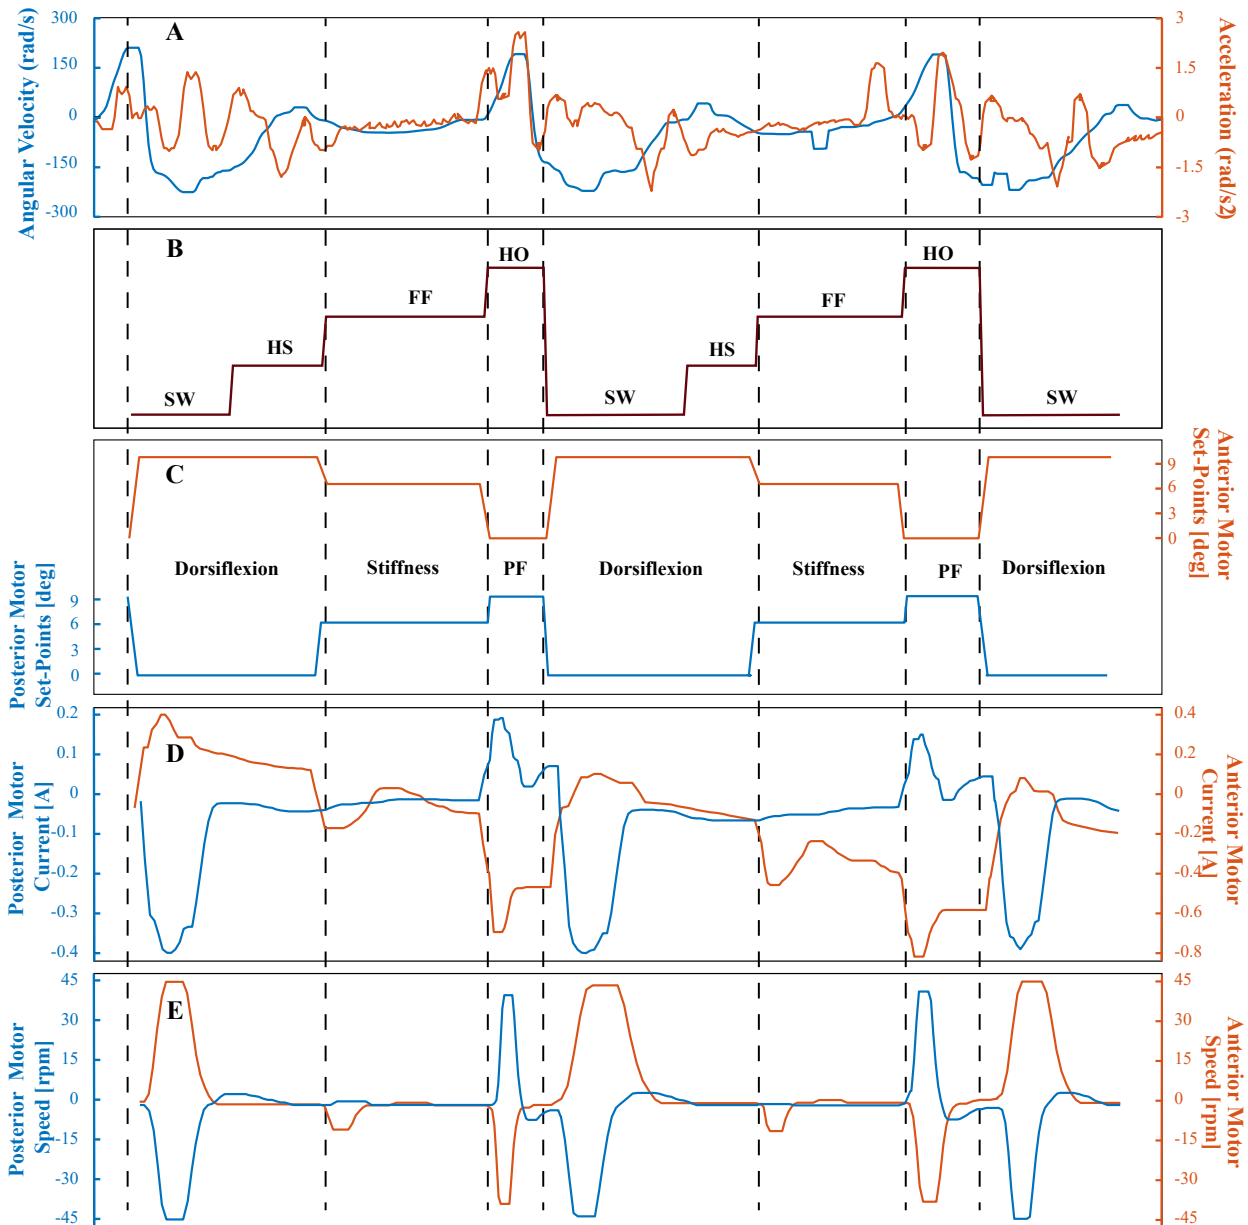 A
Angular Velocity (rad/s)
300
150
0
-150
-300
3
1.5
0
-1.5
-3
Acceleration (rad/s2)
B
SW
HS
FF
HO
SW
HS
FF
HO
SW
C
Anterior Motor
Set-Points [deg]
9
6
3
0
Dorsiflexion
Stiffness
PF
Dorsiflexion
Stiffness
PF
Dorsiflexion
Posterior Motor
Set-Points [deg]
9
6
3
0
D
Posterior Motor
Current [A]
0.2
0.1
0
-0.1
-0.2
-0.3
-0.4
0.4
0.2
0
-0.2
-0.4
-0.6
-0.8
Anterior Motor
Current [A]
E
Posterior Motor
Speed [rpm]
45
30
15
0
-15
-30
-45
45
30
15
0
-15
-30
-45
Anterior Motor
Speed [rpm]